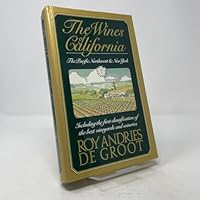 The Wines
of
California
The Pacific Northwest & New York
Including the first classification of
the best vineyards and wineries
ROY ANDRIES
DE GROOT